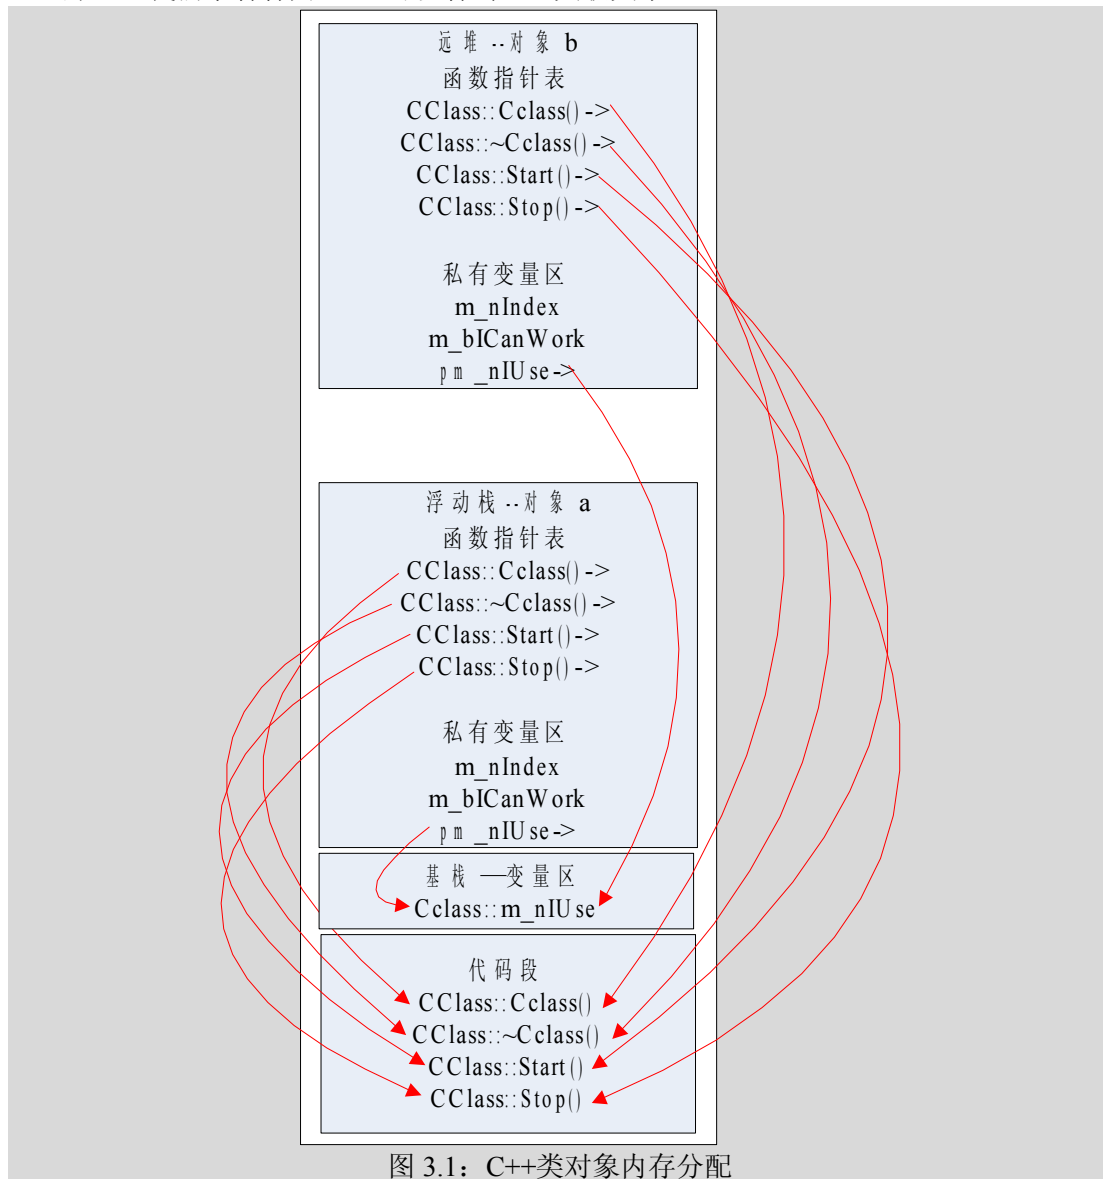 远堆--对象 b
函数指针表
CClass::Cclass()->
CClass::~Cclass()->
CClass::Start()->
CClass::Stop()->
私有变量区
m_nIndex
m_bICanWork
pm_nIUse->
浮动栈--对象 a
函数指针表
CClass::Cclass()->
CClass::~Cclass()->
CClass::Start()->
CClass::Stop()->
私有变量区
m_nIndex
m_bICanWork
pm_nIUse->
基栈—变量区
Cclass::m_nIUse
代码段
CClass::Cclass()
CClass::~Cclass()
CClass::Start()
CClass::Stop()
图 3.1：C++类对象内存分配